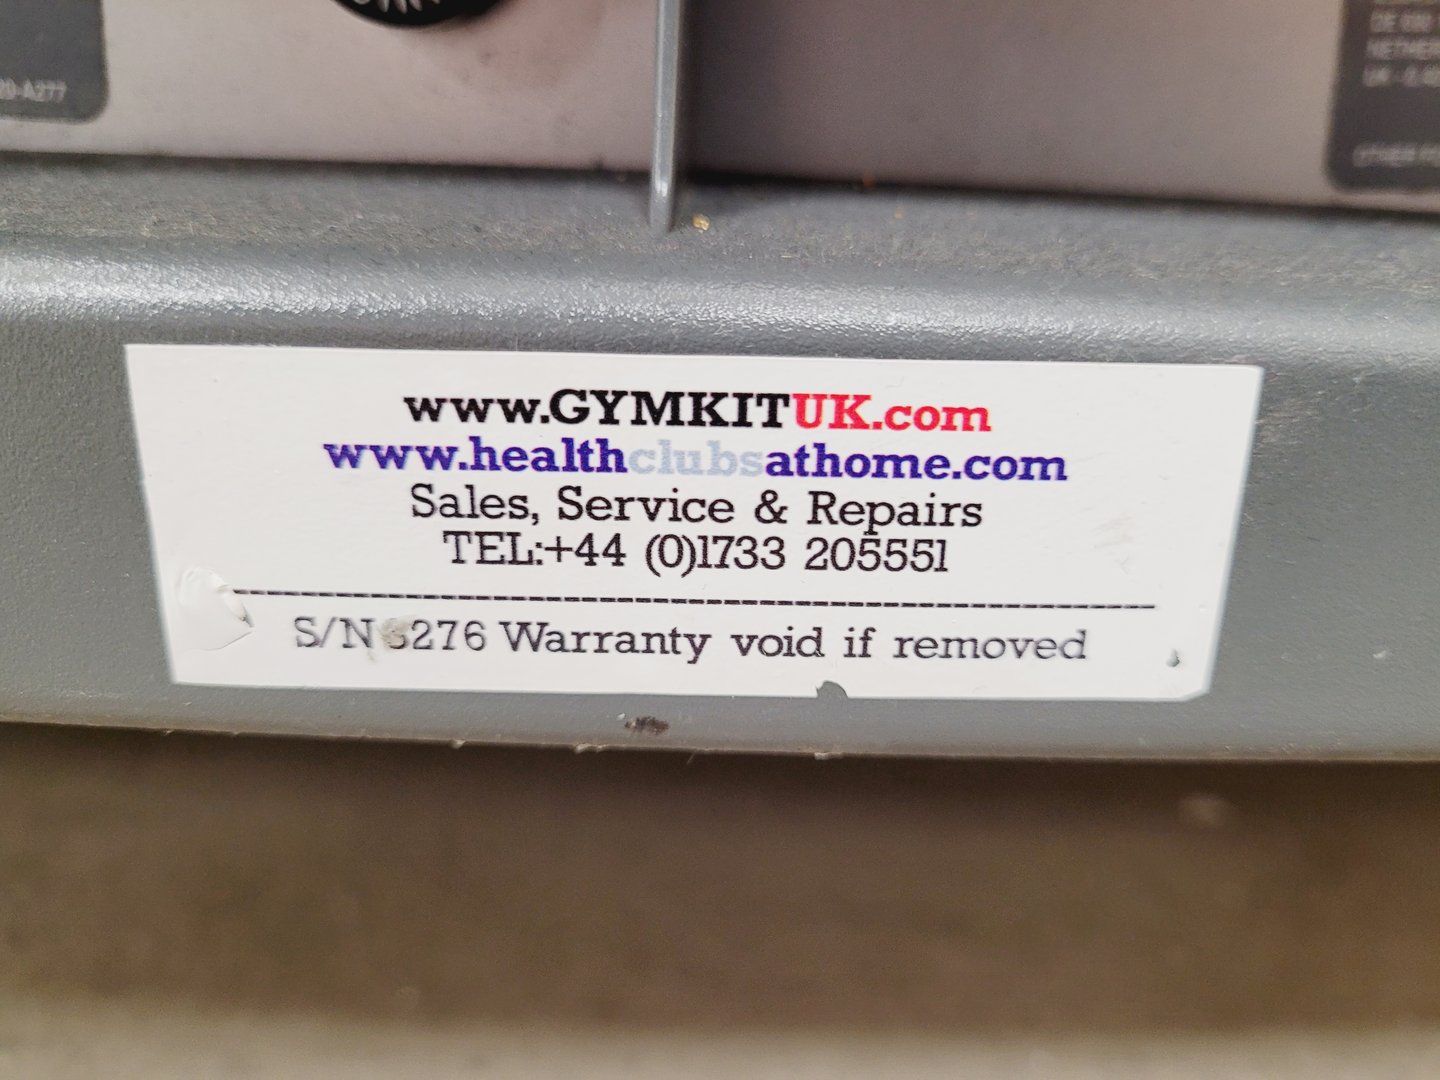 www.GYMKITUK.com
www.healthclubsathome.com
Sales, Service & Repairs
TEL:+44 (0)1733 205551
S/N Warranty void if removed